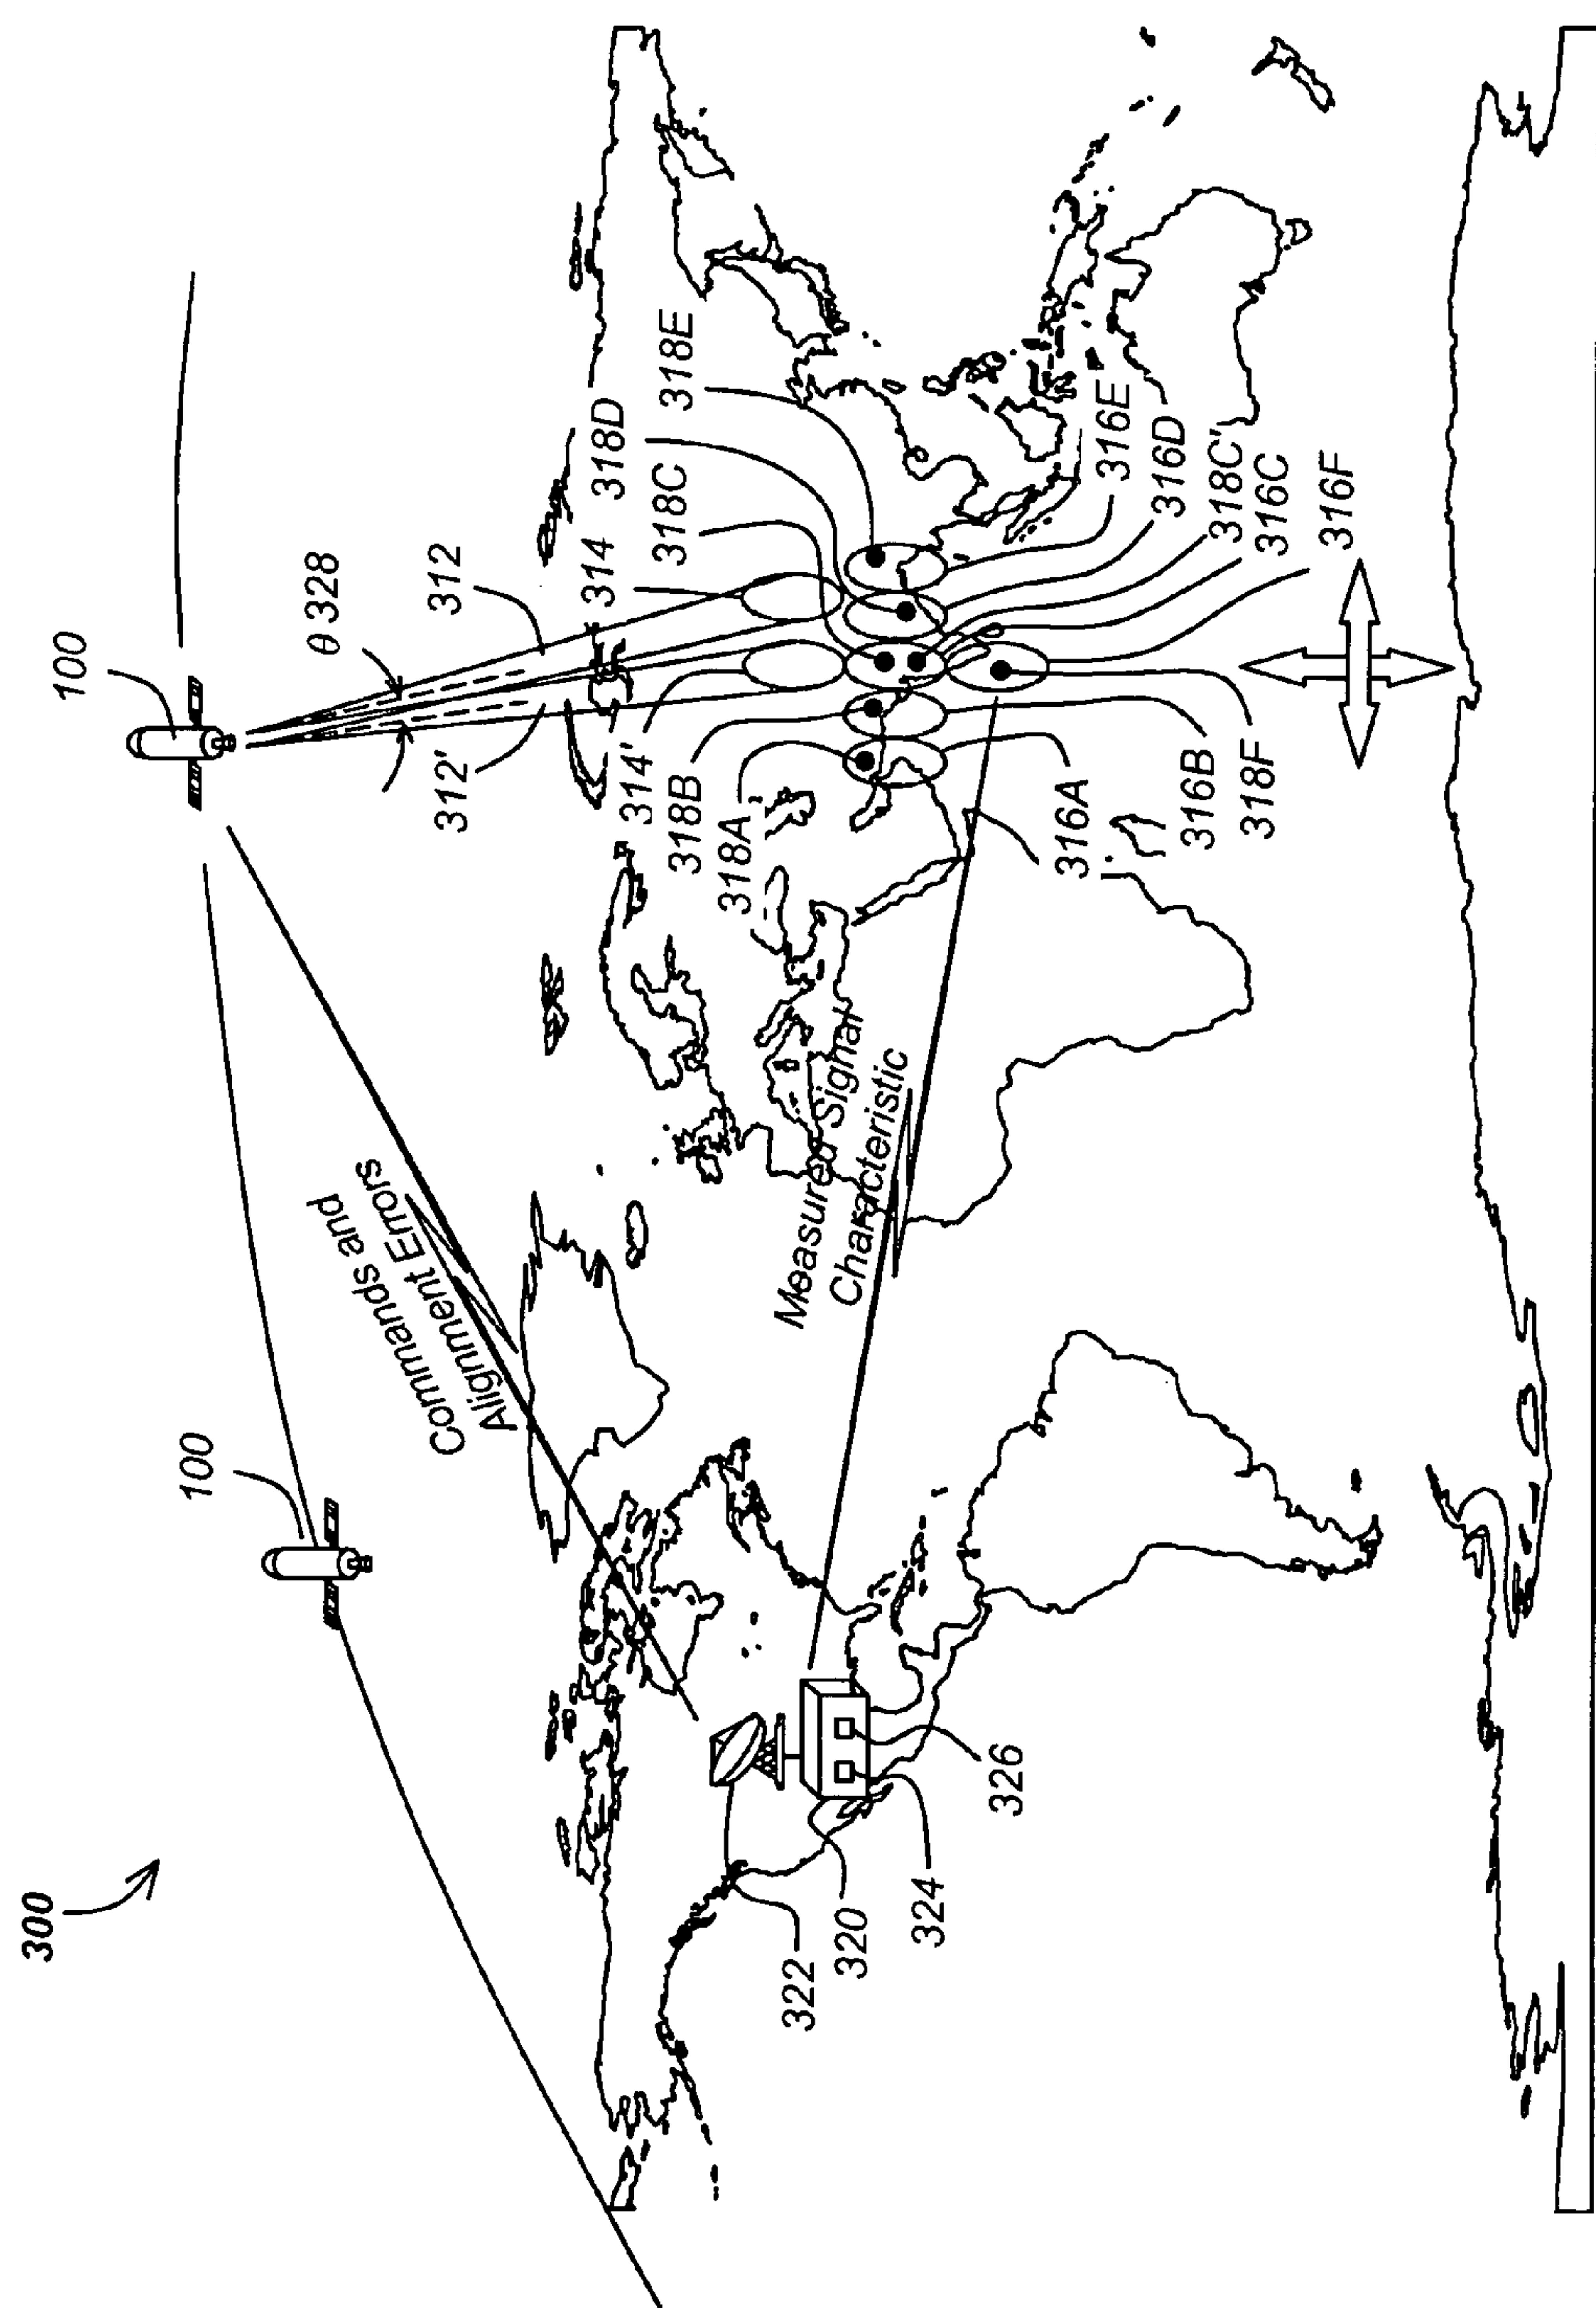 300
100
100
Commands and
Alignment Errors
θ 328
312
312'
314
314'
318D
318C
318E
318B
318A
Measured Signal
Characteristic
316E
316D
318C'
316C
316F
316A
316B
318F
322
320
324
326